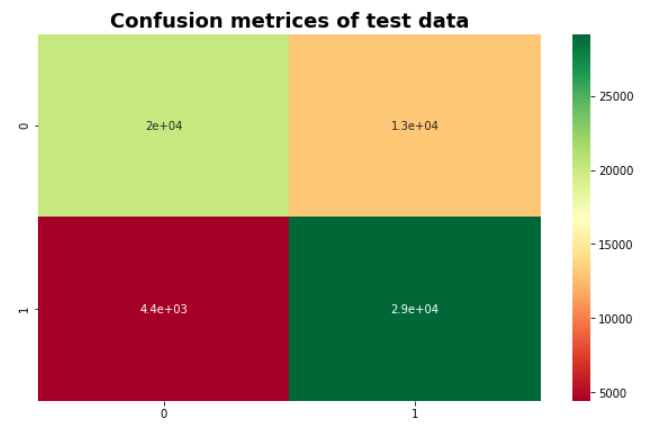 Confusion metrices of test data
0
2e+04
1.3e+04
1
4.4e+03
2.9e+04
0
1
25000
20000
15000
10000
5000